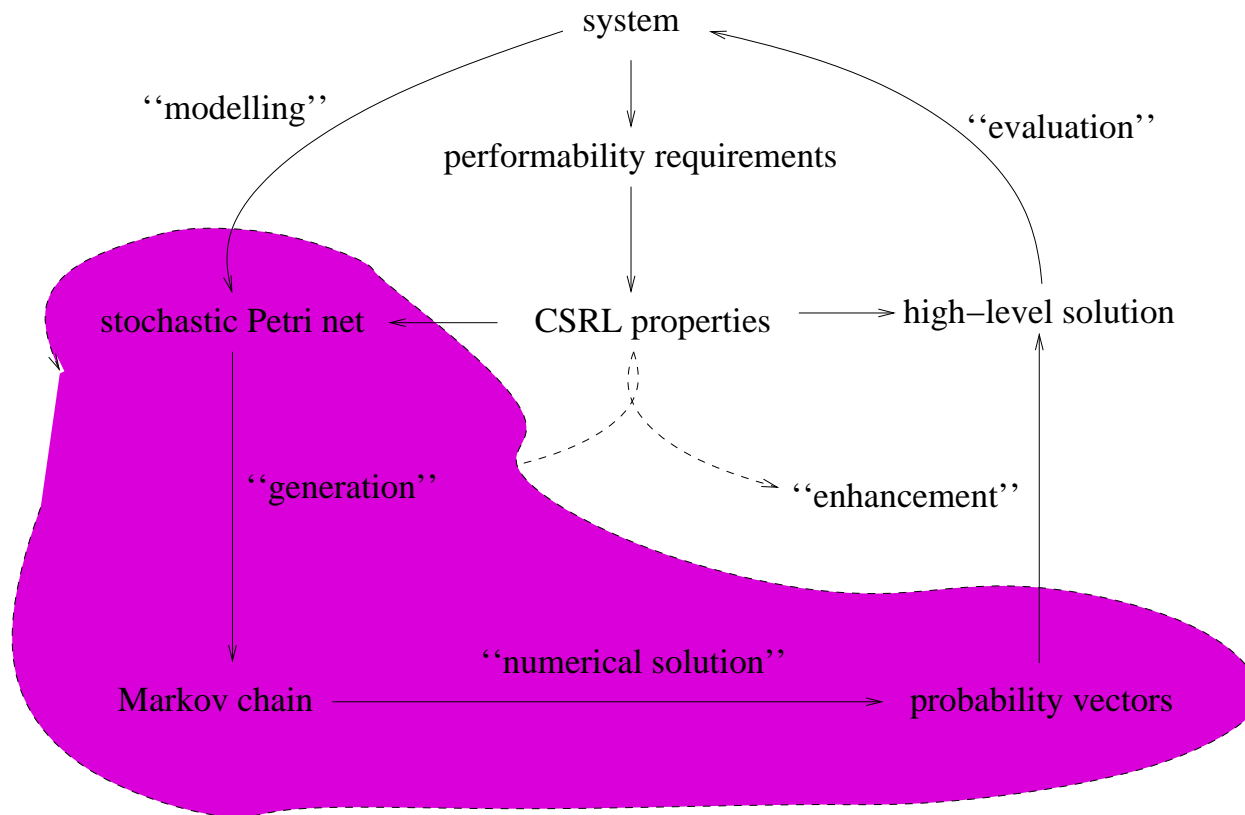 system
‘‘modelling’’
‘‘evaluation’’
performability requirements
stochastic Petri net
CSRL properties
high−level solution
‘‘generation’’
‘‘enhancement’’
‘‘numerical solution’’
Markov chain
probability vectors